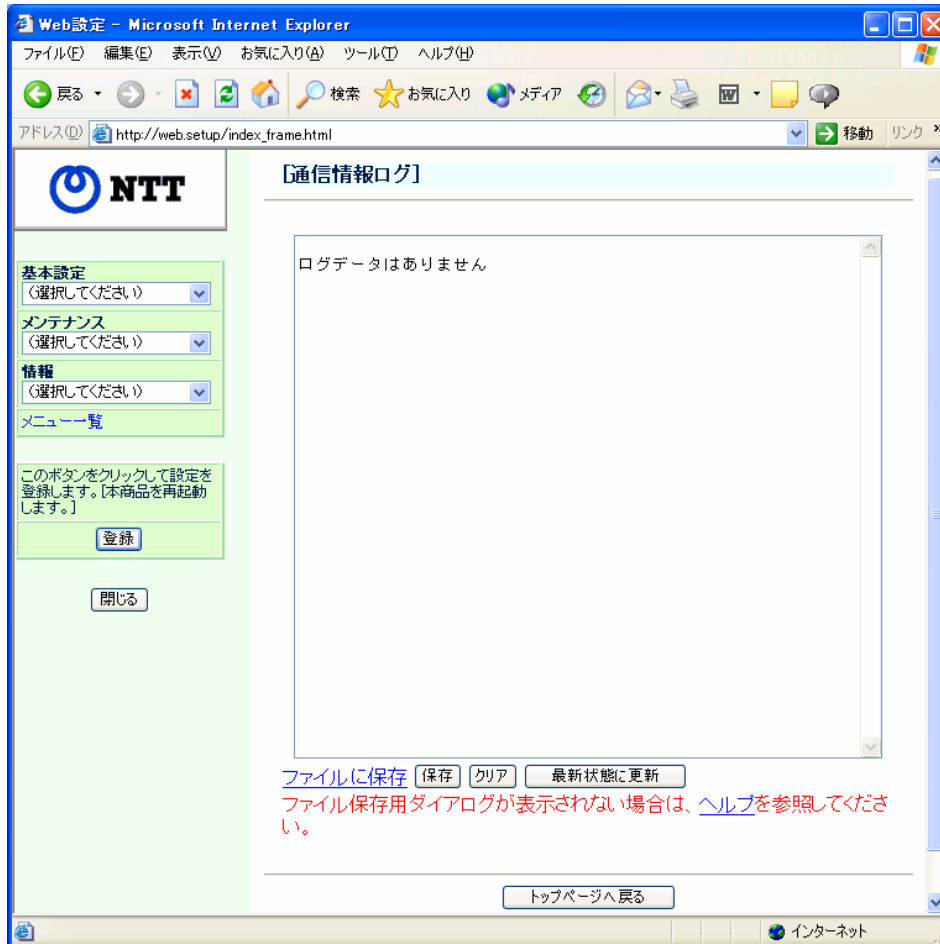 Web設定 - Microsoft Internet Explorer
ファイル(F) 編集(E) 表示(V) お気に入り(A) ツール(T) ヘルプ(H)
戻る 検索 お気に入り メディア
アドレス(D) http://web.setup/index_frame.html 移動 リンク »
NTT
基本設定
(選択してください)
メンテナンス
(選択してください)
情報
(選択してください)
メニュー一覧
このボタンをクリックして設定を
登録します。[本商品を再起動
します。]
登録
閉じる
[通信情報ログ]
ログデータはありません
ファイルに保存 保存 クリア 最新状態に更新
ファイル保存用ダイアログが表示されない場合は、ヘルプを参照してくださ
い。
トップページへ戻る
インターネット